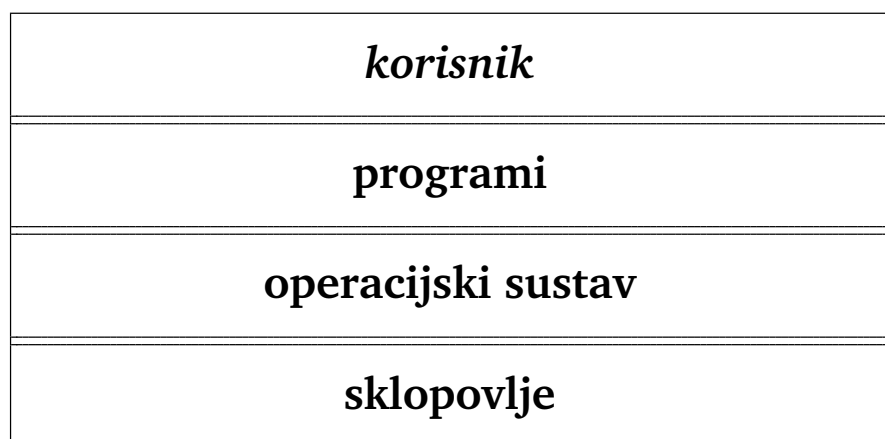 korisnik
programi
operacijski sustav
sklopovlje